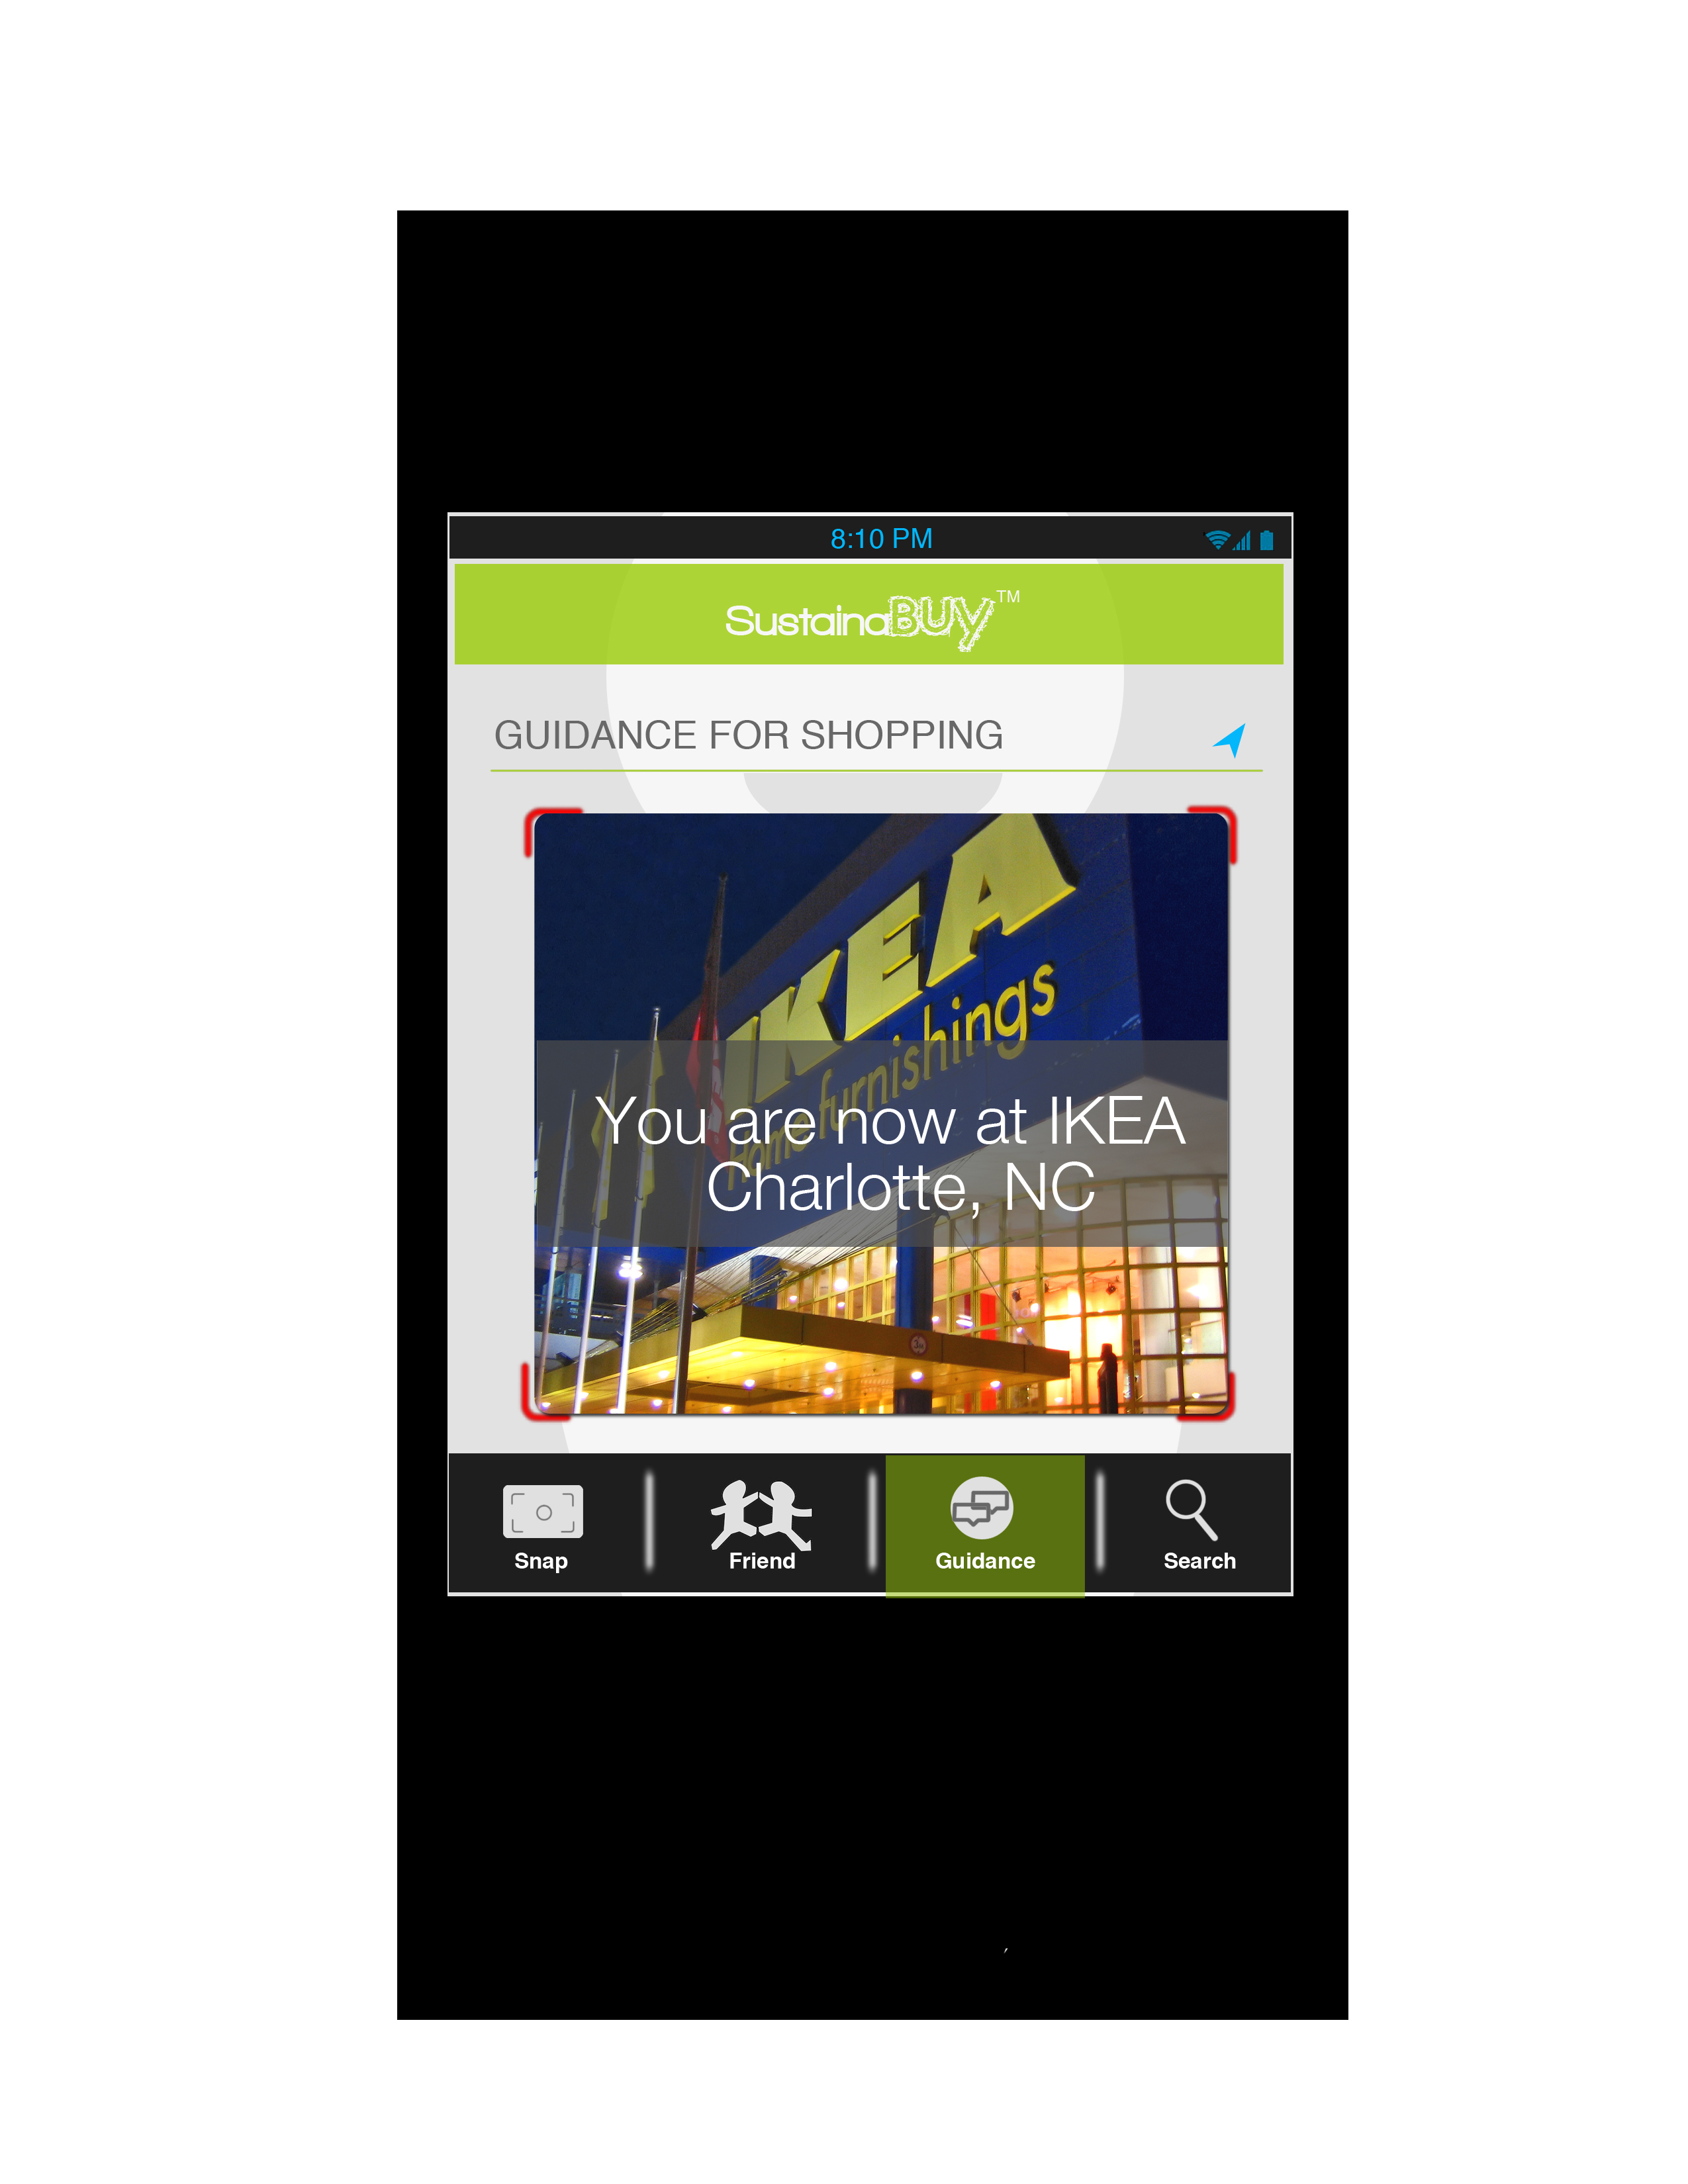 8:10 PM
SustainaBUY™
GUIDANCE FOR SHOPPING
IKEA
Home furnishings
You are now at IKEA
Charlotte, NC
Snap
Friend
Guidance
Search